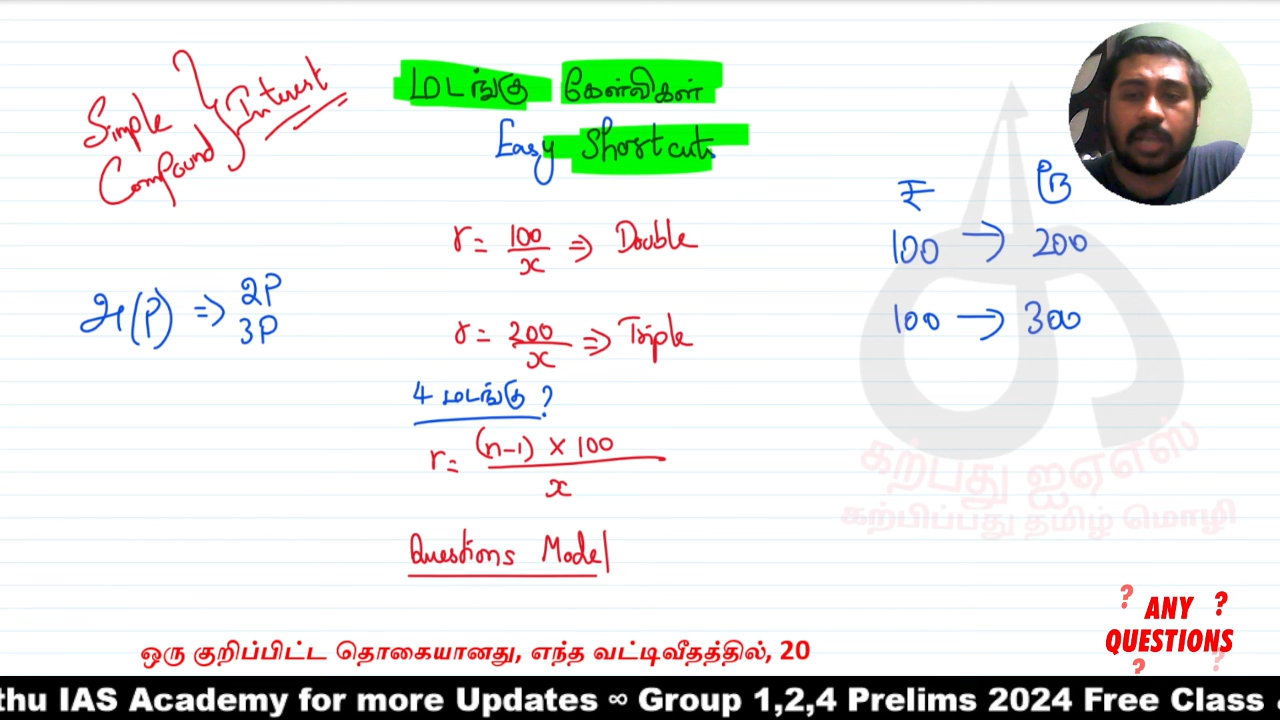 Simple
Compound } Interest
மடங்கு கேள்விகள்
Easy Shortcuts
r = 100/x => Double
r = 200/x => Triple
4 மடங்கு ?
r = (n-1) × 100 / x
Questions Model
(P) => 2P
3P
₹
100 → 200
100 → 300
கற்பது ஐஏஎஸ்
கற்பிப்பது தமிழ் மொழி
? ANY ?
QUESTIONS
? ?
ஒரு குறிப்பிட்ட தொகையானது, எந்த வட்டிவீதத்தில், 20
thu IAS Academy for more Updates ∞ Group 1,2,4 Prelims 2024 Free Class